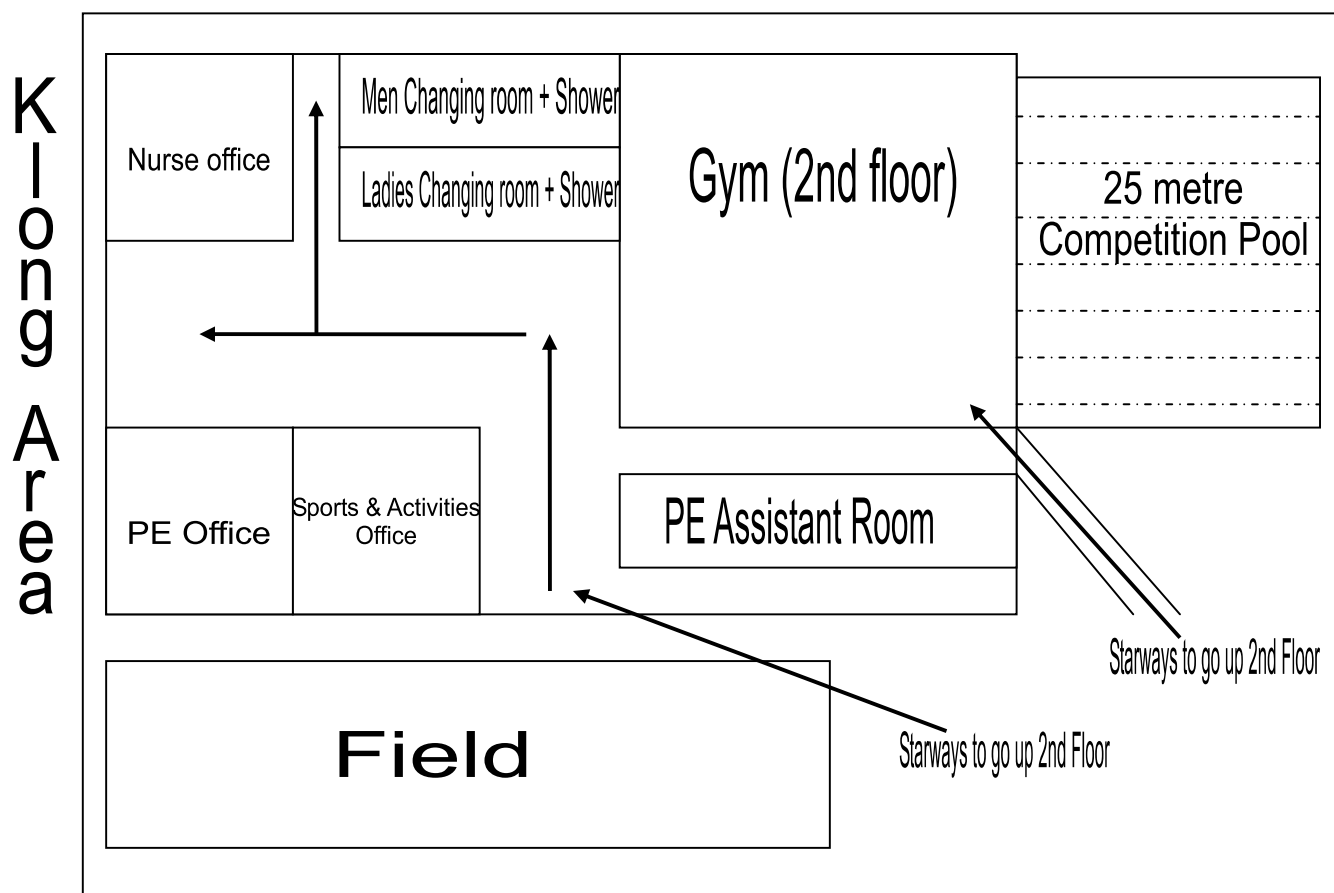 Klong Area
Men Changing room + Shower
Nurse office
Ladies Changing room + Shower
Gym (2nd floor)
25 metre
Competition Pool
PE Office
Sports & Activities
Office
PE Assistant Room
Starways to go up 2nd Floor
Field
Starways to go up 2nd Floor